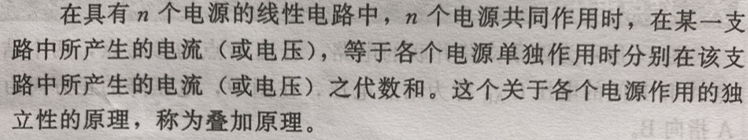 在具有 n 个电源的线性电路中，n 个电源共同作用时，在某一支
路中所产生的电流（或电压），等于各个电源单独作用时分别在该支
路中所产生的电流（或电压）之代数和。这个关于各个电源作用的独
立性的原理，称为叠加原理。